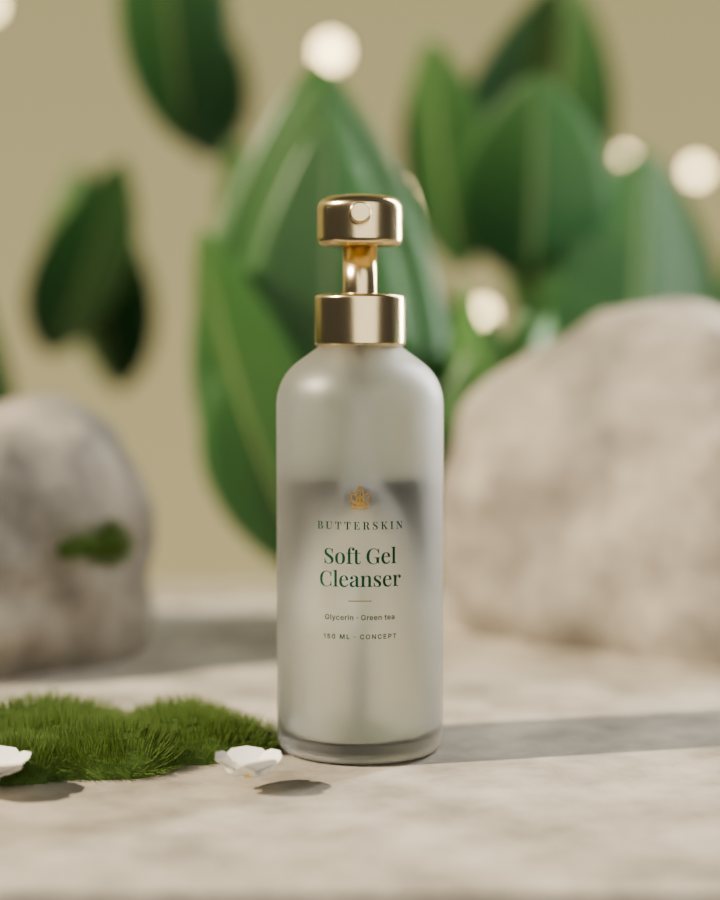 BUTTERSKIN
Soft Gel
Cleanser
Glycerin · Green tea
150 ML · CONCEPT